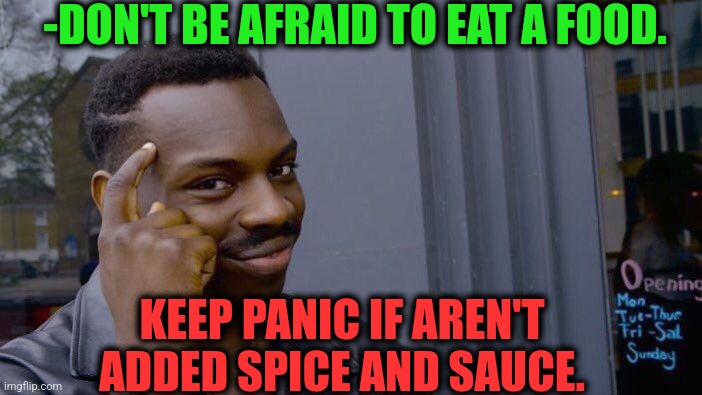 -DON'T BE AFRAID TO EAT A FOOD.
KEEP PANIC IF AREN'T
ADDED SPICE AND SAUCE.
Opening
Mon
Tue-Thur
Fri-Sat
Sunday
imgflip.com